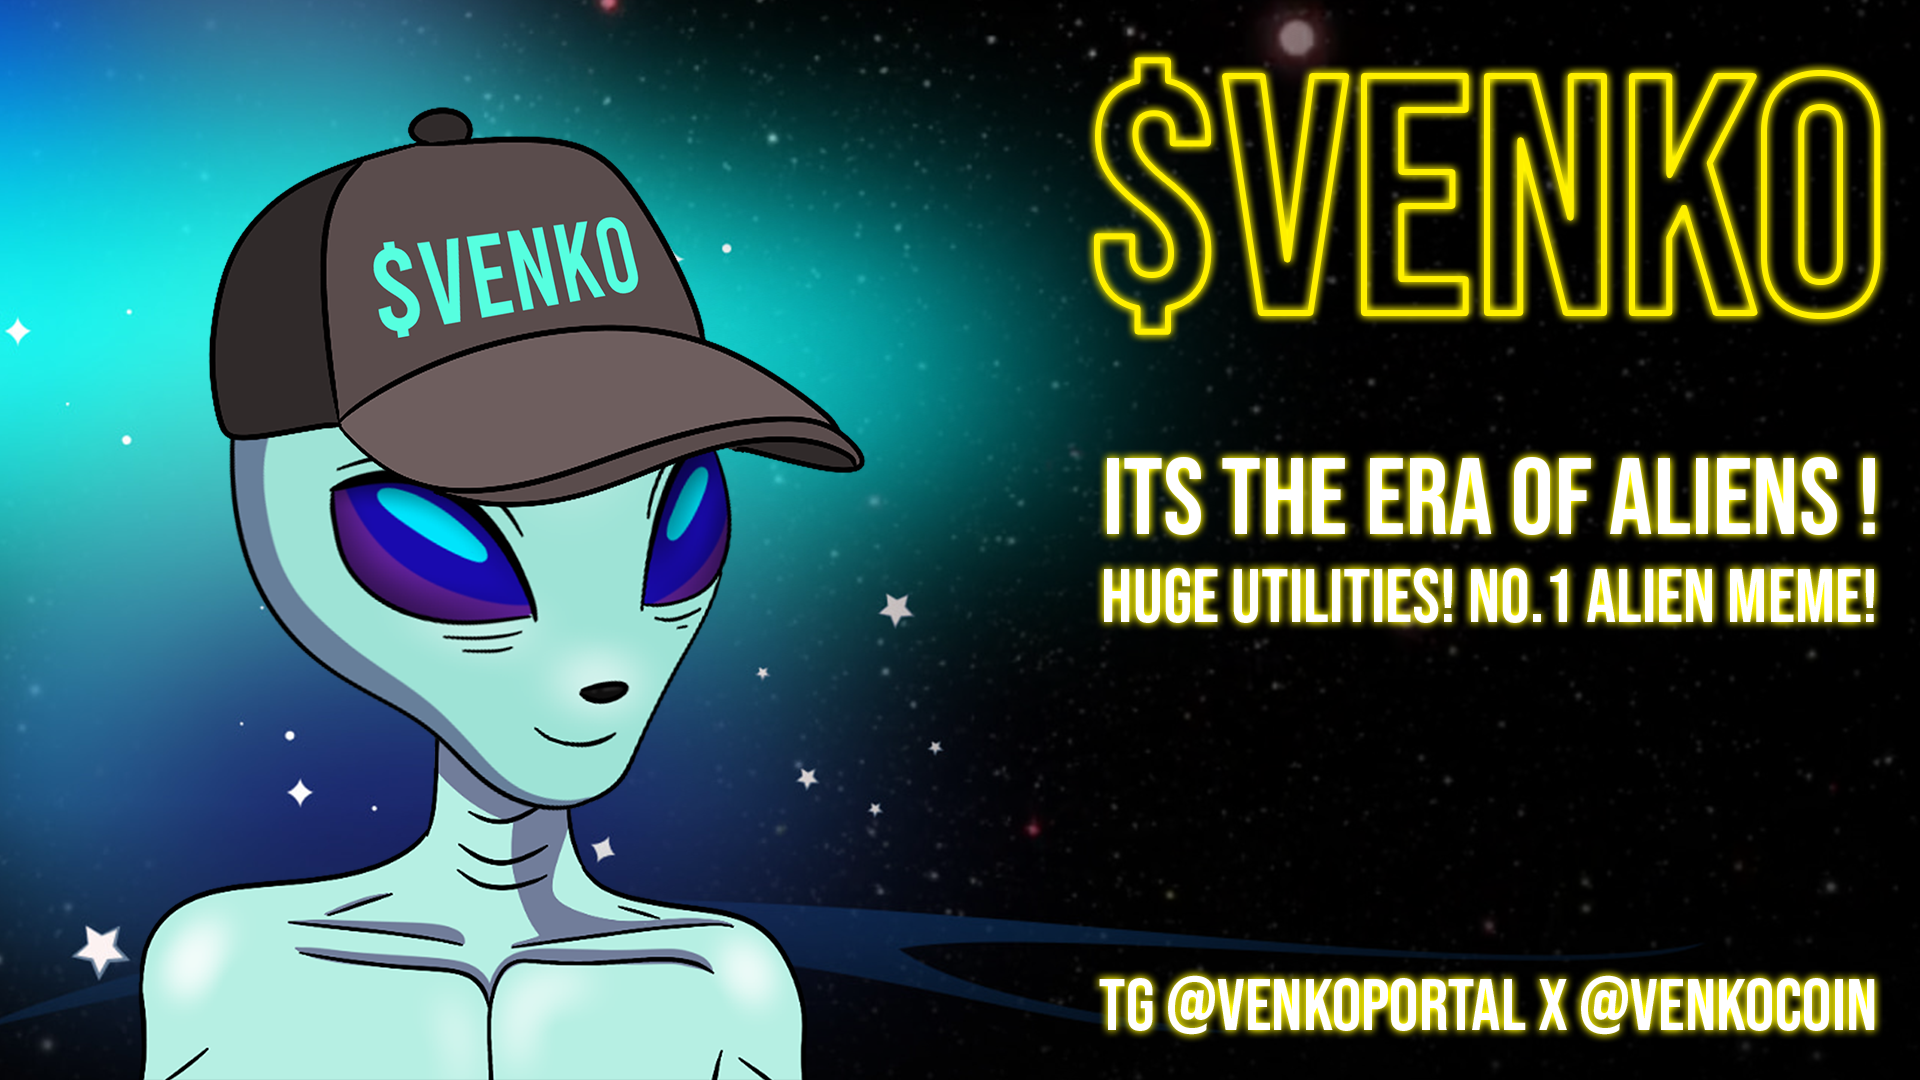 $VENKO
$VENKO
ITS THE ERA OF ALIENS !
HUGE UTILITIES! NO.1 ALIEN MEME!
TG @VENKOPORTAL X @VENKOCOIN